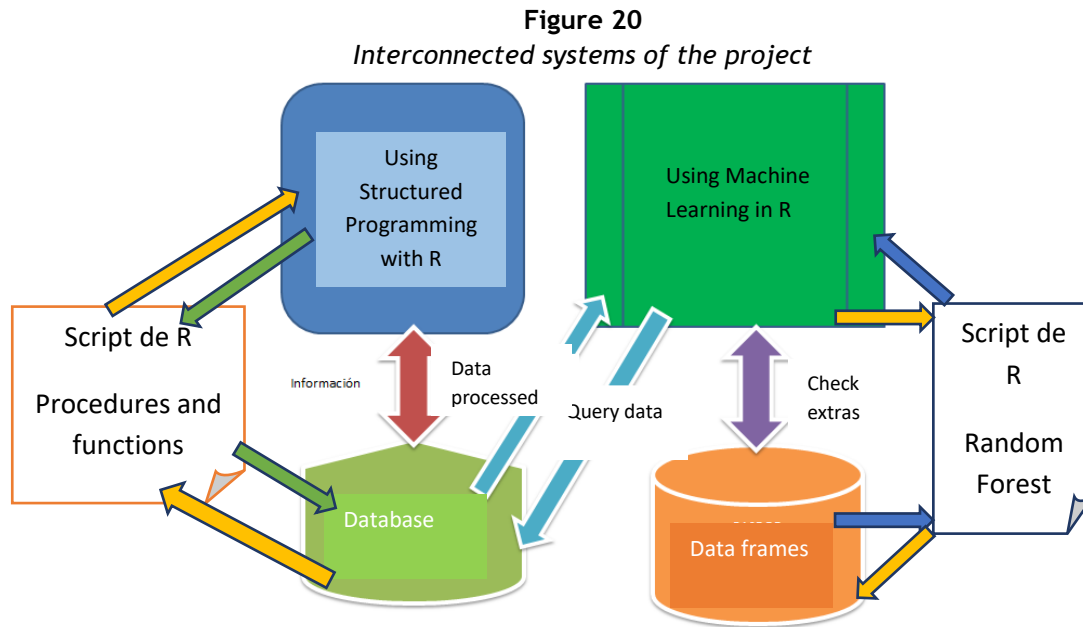 Figure 20
Interconnected systems of the project
Using
Structured
Programming
with R
Using Machine
Learning in R
Script de R
Procedures and
functions
Información
Data
processed
Query data
Check
extras
Script de
R
Random
Forest
Database
Data frames